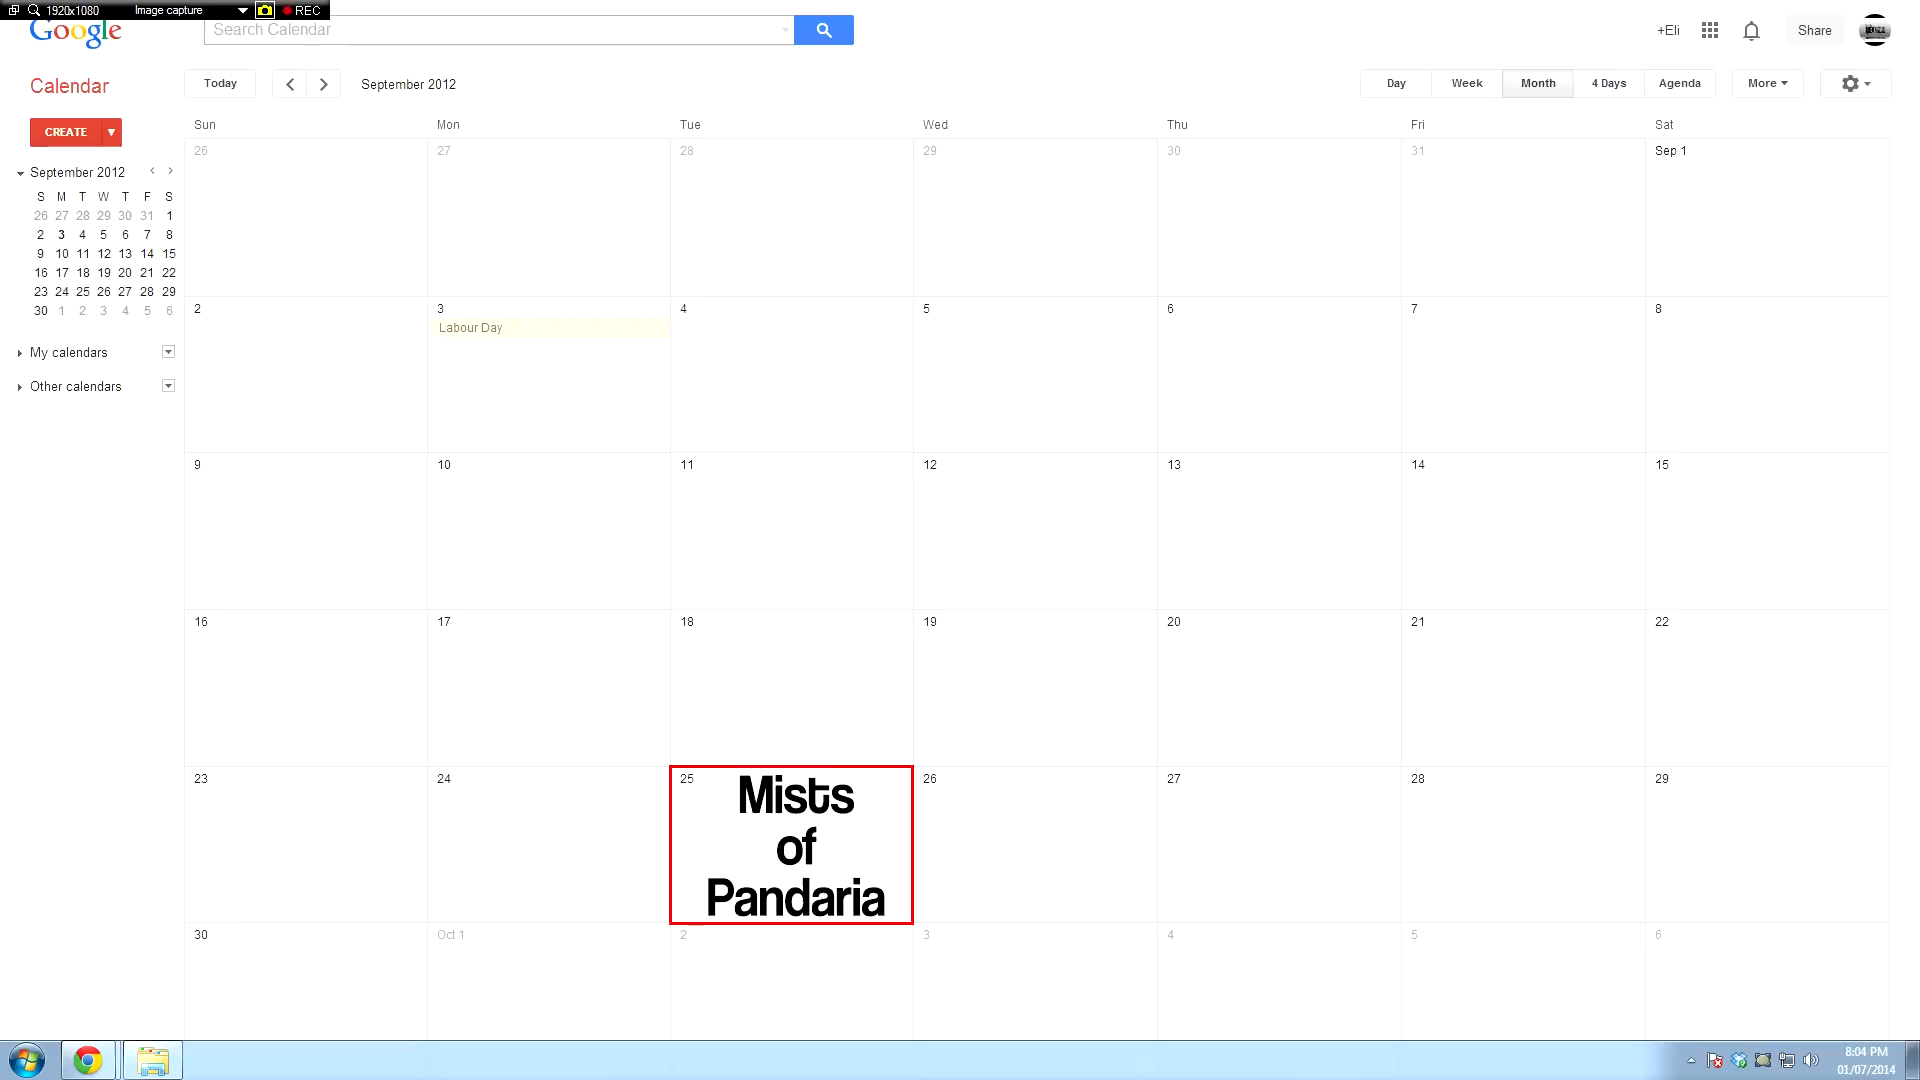 1920x1080 Image capture REC
Google
Search Calendar
+Eli
Share
Calendar
Today
September 2012
Day Week Month 4 Days Agenda More
CREATE
September 2012
S M T W T F S
26 27 28 29 30 31 1
2 3 4 5 6 7 8
9 10 11 12 13 14 15
16 17 18 19 20 21 22
23 24 25 26 27 28 29
30 1 2 3 4 5 6
My calendars
Other calendars
Sun Mon Tue Wed Thu Fri Sat
26 27 28 29 30 31 Sep 1
2 3 4 5 6 7 8
Labour Day
9 10 11 12 13 14 15
16 17 18 19 20 21 22
23 24 25 26 27 28 29
Mists
of
Pandaria
30 Oct 1 2 3 4 5 6
8:04 PM
01/07/2014